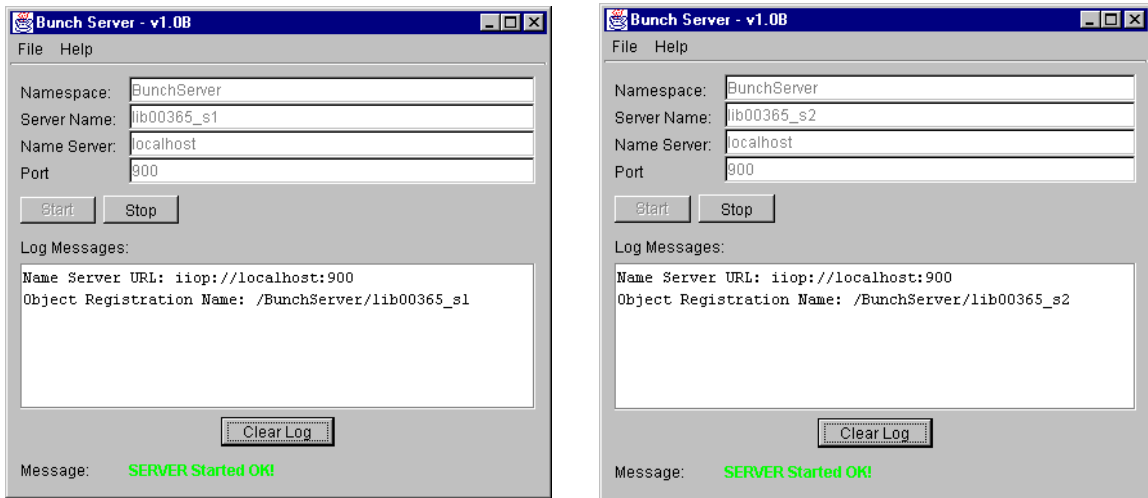 Bunch Server - v1.0B
File Help
Namespace: BunchServer
Server Name: lib00365_s1
Name Server: localhost
Port 900
Start Stop
Log Messages:
Name Server URL: iiop://localhost:900
Object Registration Name: /BunchServer/lib00365_s1
Clear Log
Message: SERVER Started OK!
Bunch Server - v1.0B
File Help
Namespace: BunchServer
Server Name: lib00365_s2
Name Server: localhost
Port 900
Start Stop
Log Messages:
Name Server URL: iiop://localhost:900
Object Registration Name: /BunchServer/lib00365_s2
Clear Log
Message: SERVER Started OK!